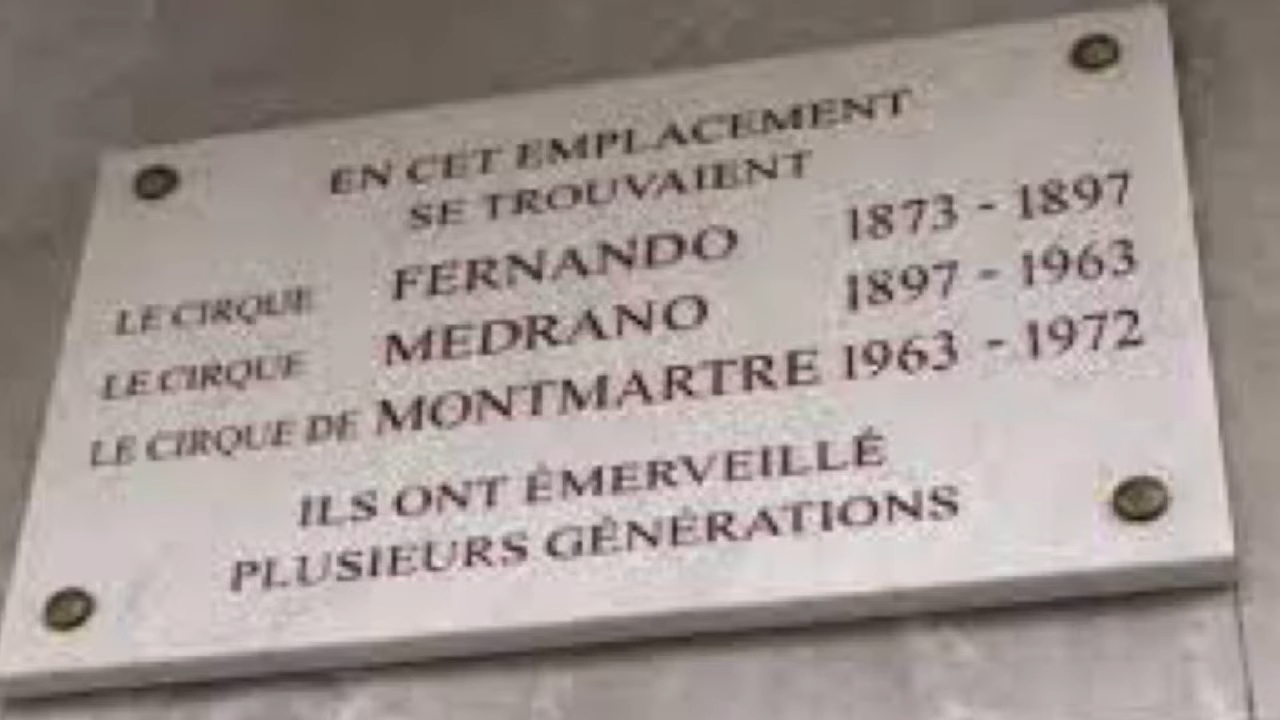 EN CET EMPLACEMENT
SE TROUVAIENT
LE CIRQUE FERNANDO 1873 - 1897
LE CIRQUE MEDRANO 1897 - 1963
LE CIRQUE DE MONTMARTRE 1963 - 1972
ILS ONT ÉMERVEILLÉ
PLUSIEURS GÉNÉRATIONS